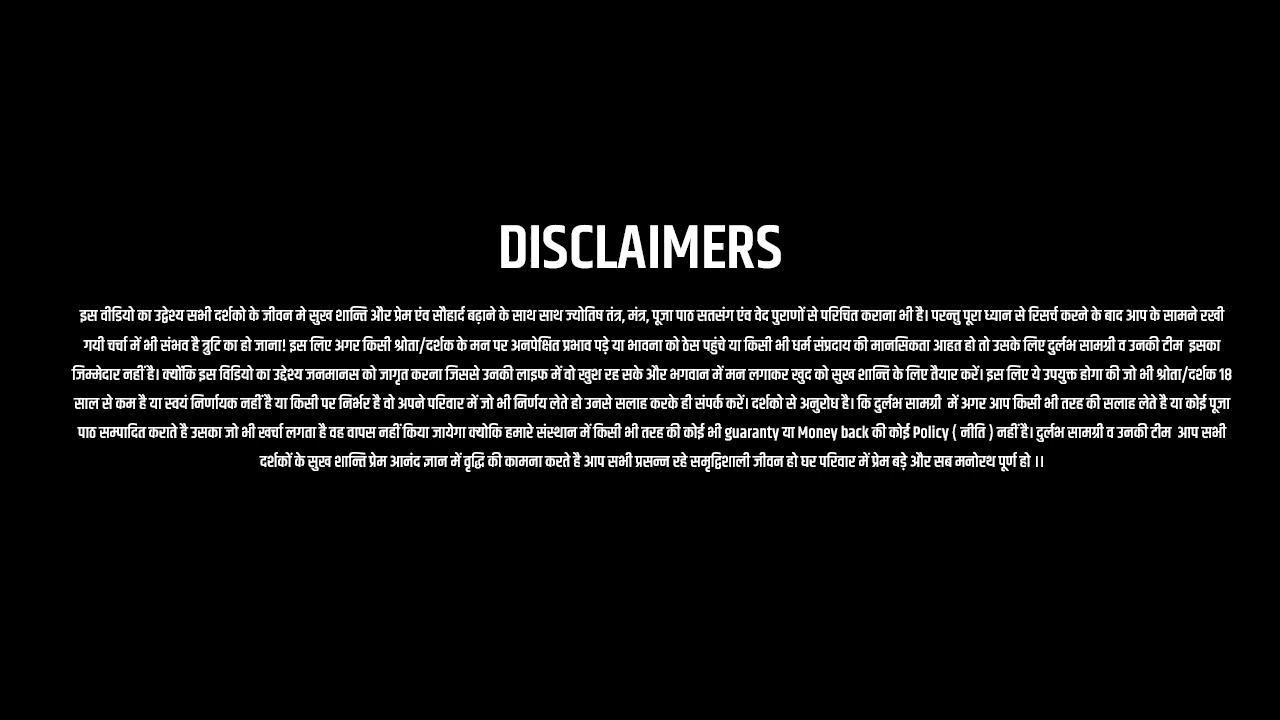 DISCLAIMERS
इस वीडियो का उद्देश्य सभी दर्शको के जीवन मे सुख शान्ति और प्रेम एंव सौहार्द बढ़ाने के साथ साथ ज्योतिष तंत्र, मंत्र, पूजा पाठ सतसंग एंव वेद पुराणों से परिचित कराना भी है। परन्तु पूरा ध्यान से रिसर्च करने के बाद आप के सामने रखी
गयी चर्चा में भी संभव है त्रुटि का हो जाना! इस लिए अगर किसी श्रोता/दर्शक के मन पर अनपेक्षित प्रभाव पड़े या भावना को ठेस पहुंचे या किसी भी धर्म संप्रदाय की मानसिकता आहत हो तो उसके लिए दुर्लभ सामग्री व उनकी टीम इसका
जिम्मेदार नहीं है। क्योंकि इस विडियो का उद्देश्य जनमानस को जागृत करना जिससे उनकी लाइफ में वो खुश रह सके और भगवान में मन लगाकर खुद को सुख शान्ति के लिए तैयार करें। इस लिए ये उपयुक्त होगा की जो भी श्रोता/दर्शक 18
साल से कम है या स्वयं निर्णायक नहीं है या किसी पर निर्भर है वो अपने परिवार में जो भी निर्णय लेते हो उनसे सलाह करके ही संपर्क करें। दर्शको से अनुरोध है। कि दुर्लभ सामग्री में अगर आप किसी भी तरह की सलाह लेते है या कोई पूजा
पाठ सम्पादित कराते है उसका जो भी खर्चा लगता है वह वापस नहीं किया जायेगा क्योकि हमारे संस्थान में किसी भी तरह की कोई भी guaranty या Money back की कोई Policy ( नीति ) नहीं है। दुर्लभ सामग्री व उनकी टीम आप सभी
दर्शकों के सुख शान्ति प्रेम आनंद ज्ञान में वृद्धि की कामना करते है आप सभी प्रसन्न रहे समृद्धिशाली जीवन हो घर परिवार में प्रेम बड़े और सब मनोरथ पूर्ण हो ।।